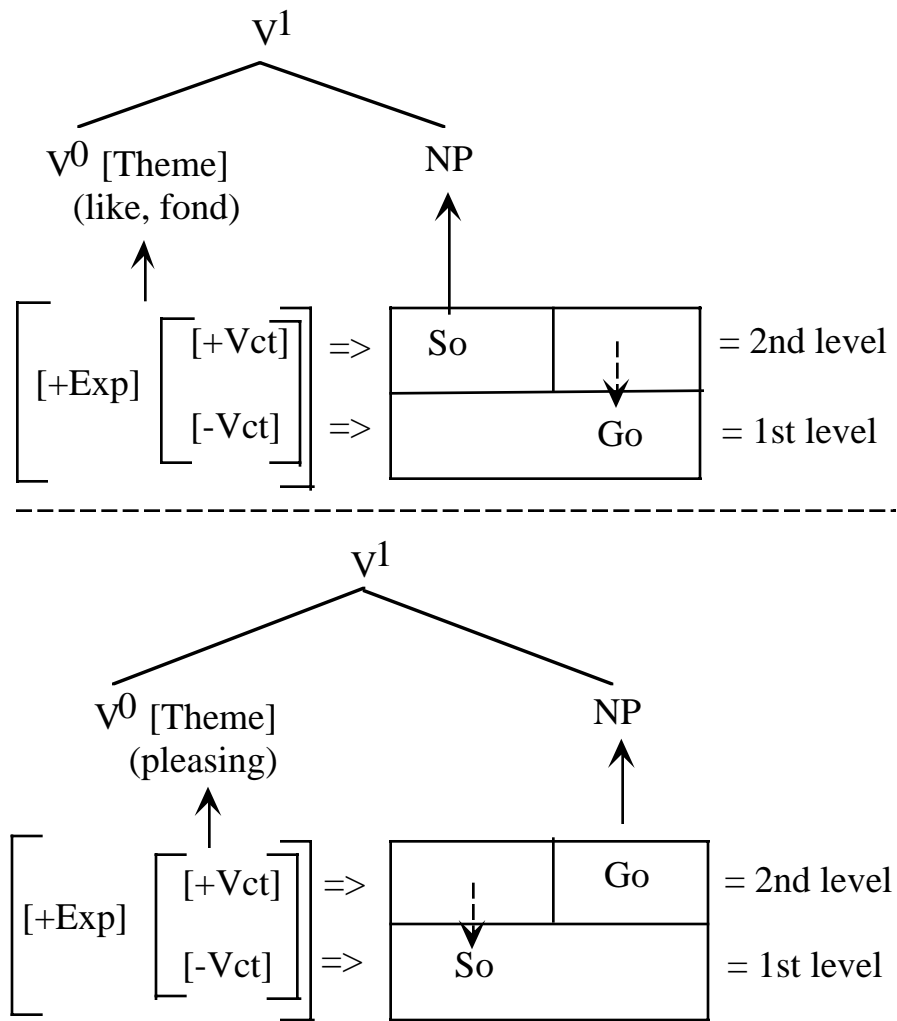 V1
V0 [Theme] NP
(like, fond)
[+Vct] => So = 2nd level
[+Exp]
[-Vct] => Go = 1st level
V1
V0 [Theme] NP
(pleasing)
[+Vct] => Go = 2nd level
[+Exp]
[-Vct] => So = 1st level